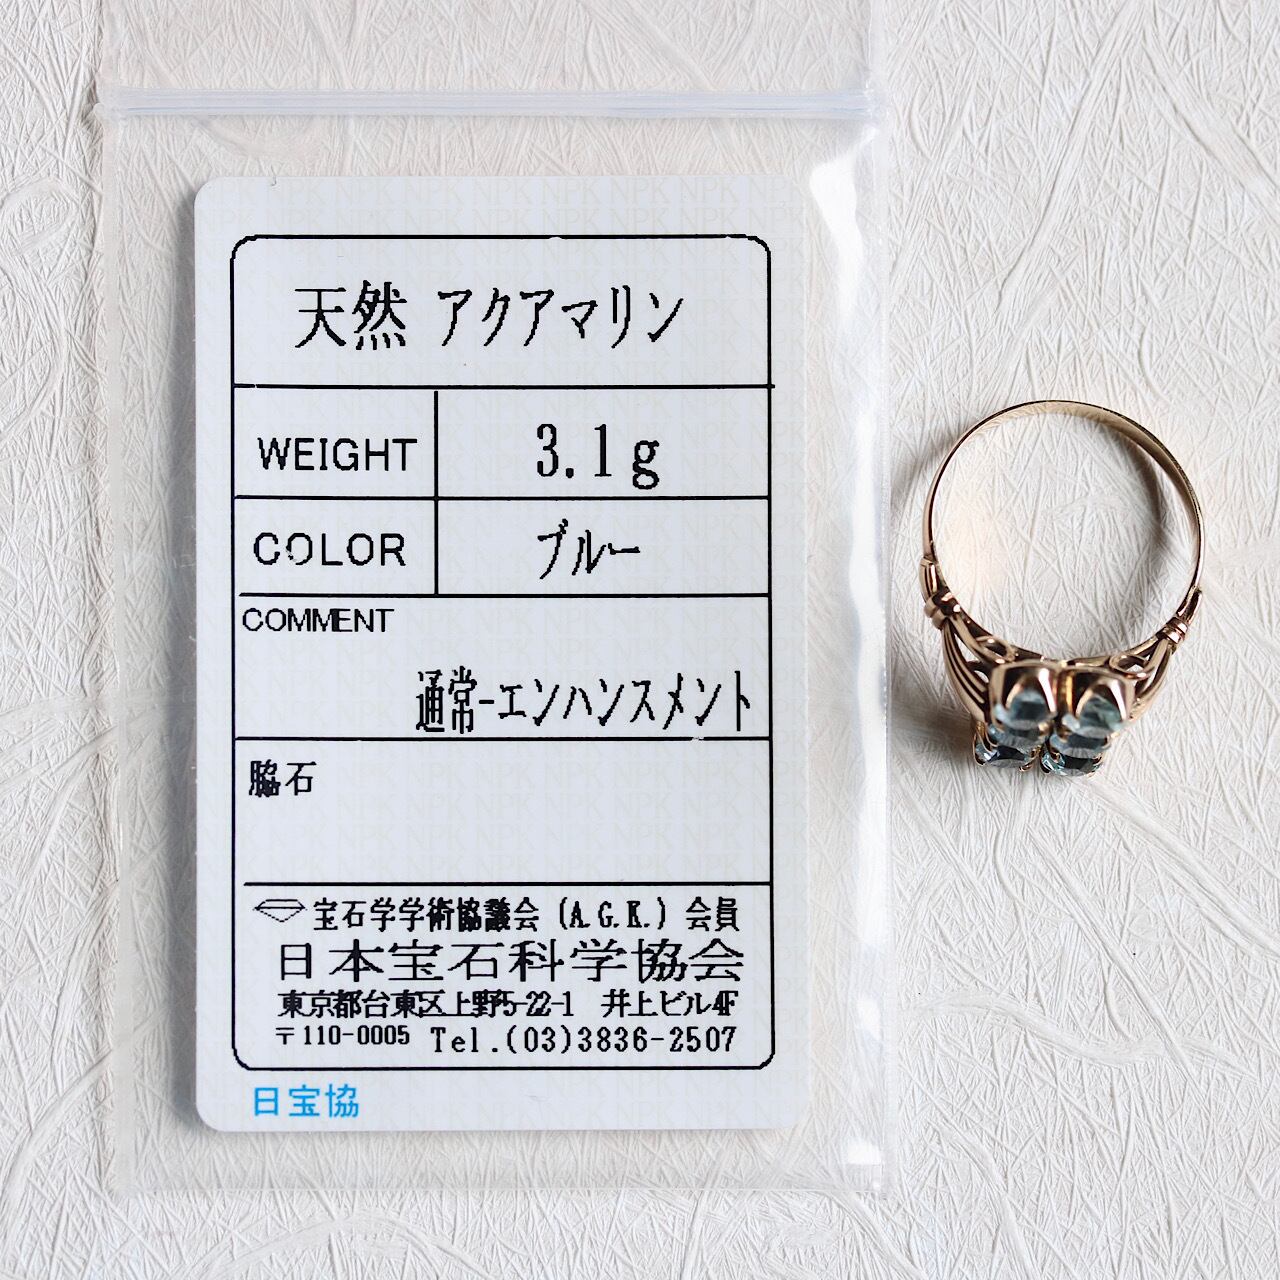 天然 アクアマリン
WEIGHT 3.1g
COLOR ブルー
COMMENT
通常-エンハンスメント
脇石
宝石学学術協議会 (A.G.K.) 会員
日本宝石科学協会
東京都台東区上野5-22-1 井上ビル4F
〒110-0005 Tel.(03)3836-2507
日宝協